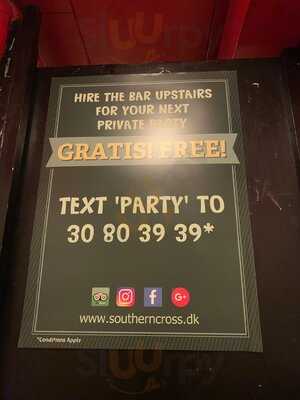 HIRE THE BAR UPSTAIRS
FOR YOUR NEXT
PRIVATE PARTY
GRATIS! FREE!
TEXT 'PARTY' TO
30 80 39 39*
G+
www.southerncross.dk
*Conditions Apply